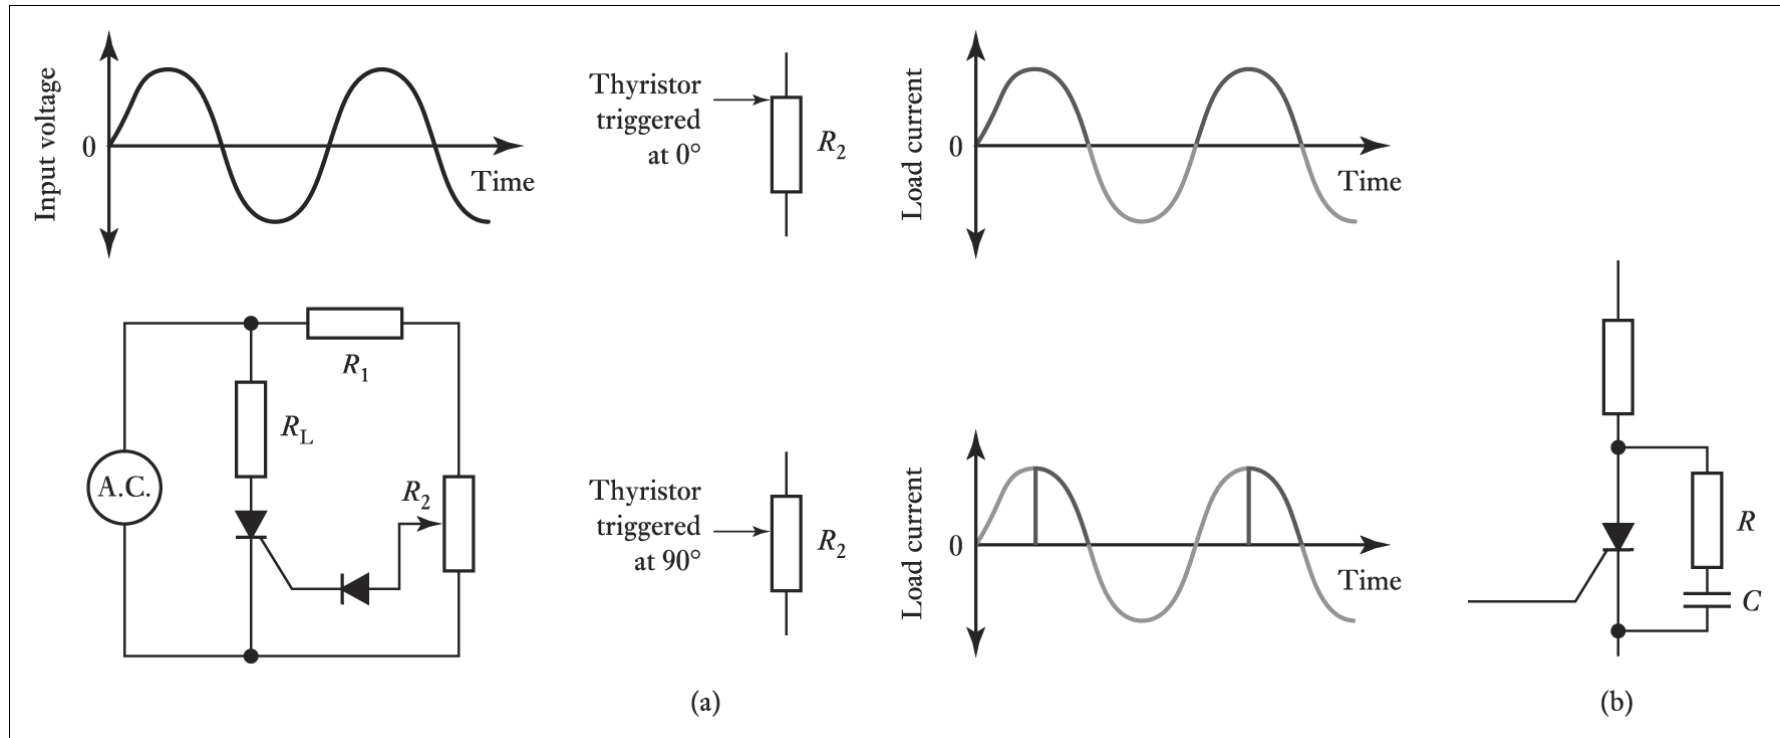 Input voltage
0
Time
Thyristor
triggered
at 0°
R2
Load current
0
Time
A.C.
R1
RL
R2
Thyristor
triggered
at 90°
R2
Load current
0
Time
R
C
(a)
(b)